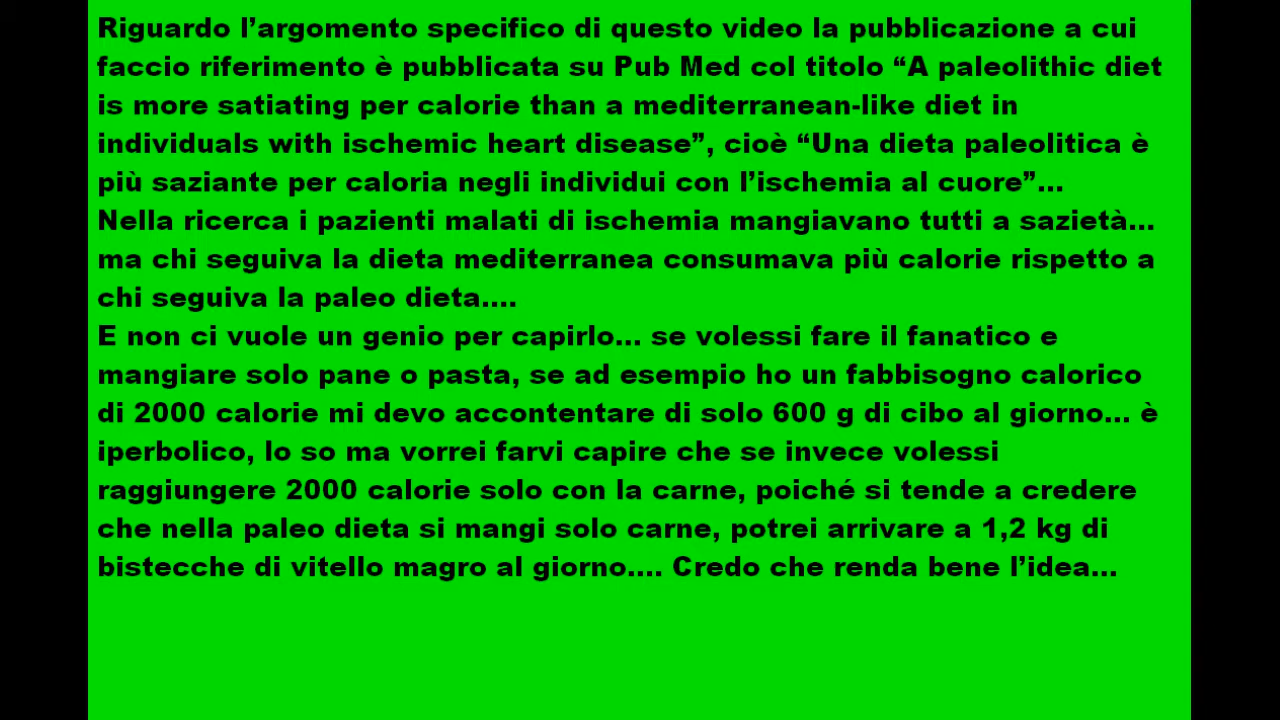 Riguardo l’argomento specifico di questo video la pubblicazione a cui
faccio riferimento è pubblicata su Pub Med col titolo “A paleolithic diet
is more satiating per calorie than a mediterranean-like diet in
individuals with ischemic heart disease”, cioè “Una dieta paleolitica è
più saziante per caloria negli individui con l’ischemia al cuore”...
Nella ricerca i pazienti malati di ischemia mangiavano tutti a sazietà...
ma chi seguiva la dieta mediterranea consumava più calorie rispetto a
chi seguiva la paleo dieta....
E non ci vuole un genio per capirlo... se volessi fare il fanatico e
mangiare solo pane o pasta, se ad esempio ho un fabbisogno calorico
di 2000 calorie mi devo accontentare di solo 600 g di cibo al giorno... è
iperbolico, lo so ma vorrei farvi capire che se invece volessi
raggiungere 2000 calorie solo con la carne, poiché si tende a credere
che nella paleo dieta si mangi solo carne, potrei arrivare a 1,2 kg di
bistecche di vitello magro al giorno.... Credo che renda bene l’idea...